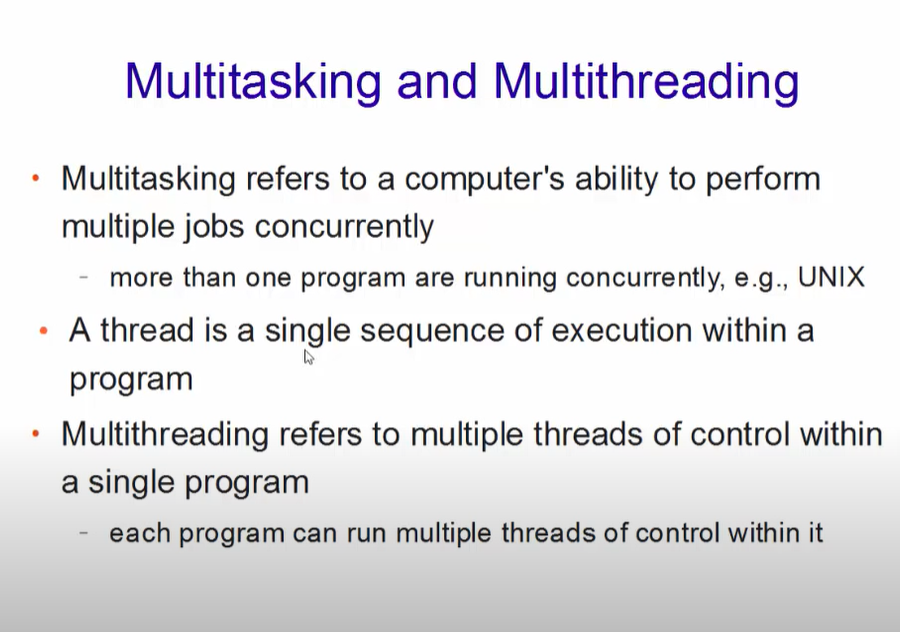 Multitasking and Multithreading
• Multitasking refers to a computer's ability to perform
multiple jobs concurrently
- more than one program are running concurrently, e.g., UNIX
• A thread is a single sequence of execution within a
program
• Multithreading refers to multiple threads of control within
a single program
- each program can run multiple threads of control within it